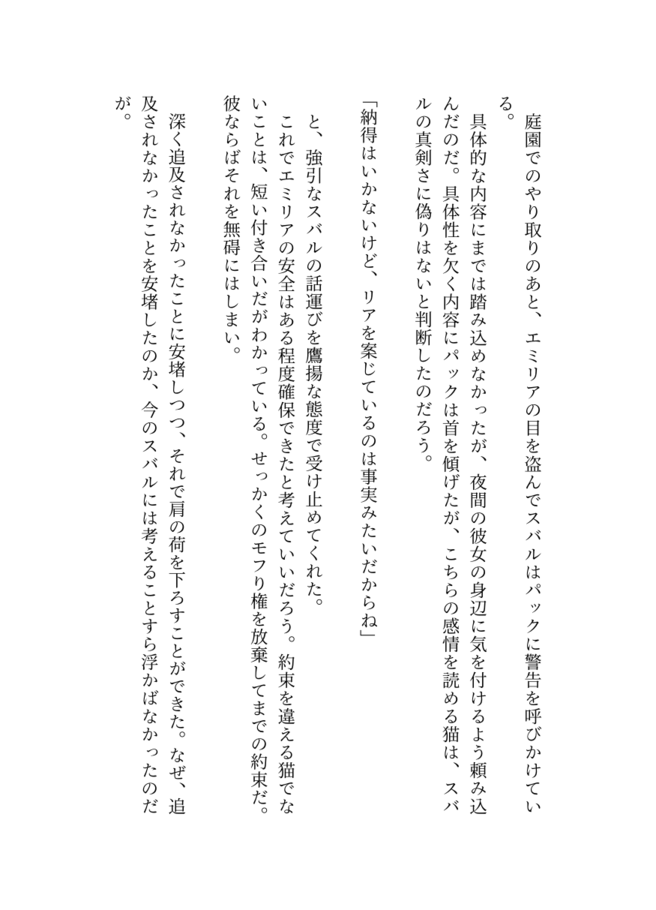 庭園でのやり取りのあと、エミリアの目を盗んでスバルはパックに警告を呼びかけてい
る。
　具体的な内容にまでは踏み込めなかったが、夜間の彼女の身辺に気を付けるよう頼み込
んだのだ。具体性を欠く内容にパックは首を傾げたが、こちらの感情を読める猫は、スバ
ルの真剣さに偽りはないと判断したのだろう。
「納得はいかないけど、リアを案じているのは事実みたいだからね」
　と、強引なスバルの話運びを鷹揚な態度で受け止めてくれた。
　これでエミリアの安全はある程度確保できたと考えていいだろう。約束を違える猫でな
いことは、短い付き合いだがわかっている。せっかくのモフり権を放棄してまでの約束だ。
彼ならばそれを無碍にはしまい。
　深く追及されなかったことに安堵しつつ、それで肩の荷を下ろすことができた。なぜ、追
及されなかったことを安堵したのか、今のスバルには考えることすら浮かばなかったのだ
が。